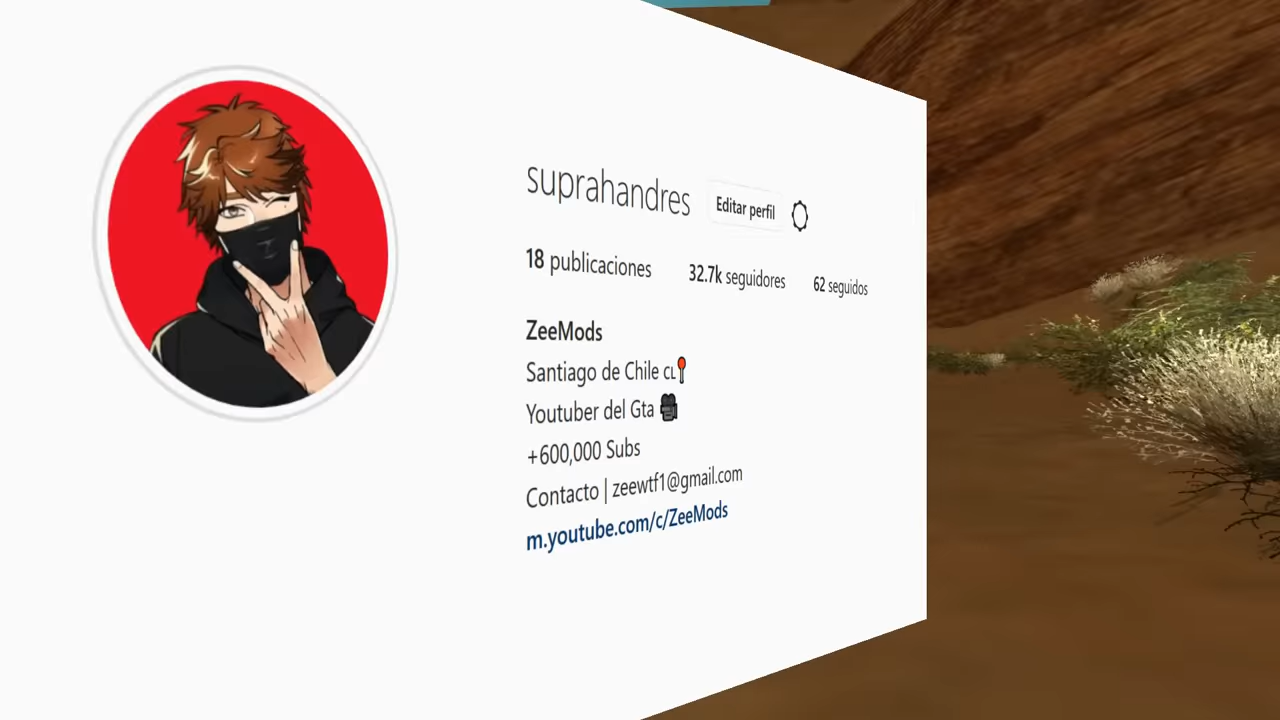 suprahandres Editar perfil
18 publicaciones 32.7k seguidores 62 seguidos
ZeeMods
Santiago de Chile CL📍
Youtuber del Gta 🎥
+600,000 Subs
Contacto | zeewtf1@gmail.com
m.youtube.com/c/ZeeMods